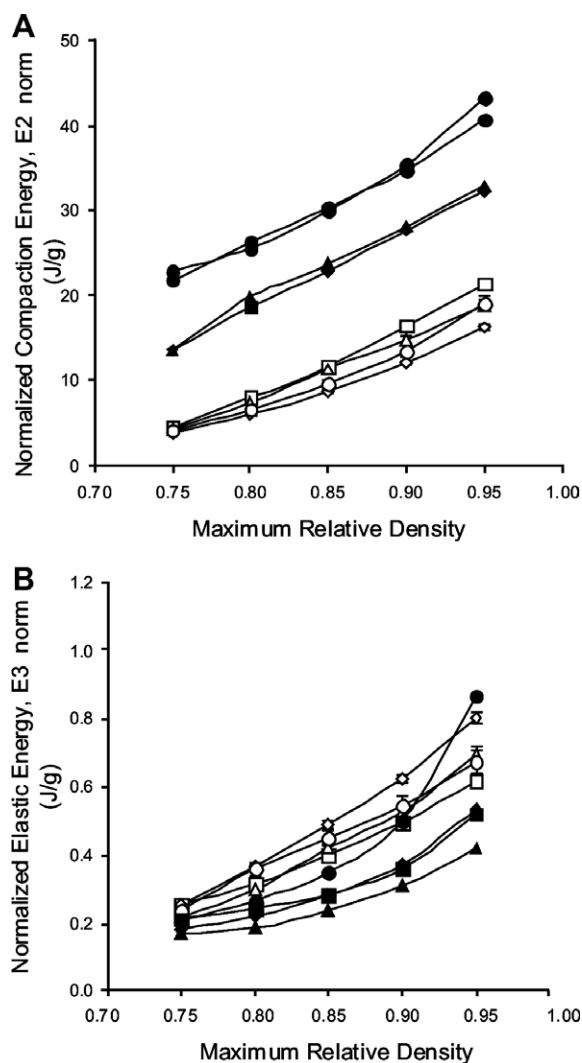 A
Normalized Compaction Energy, E2 norm
(J/g)
50
40
30
20
10
0
0.70 0.75 0.80 0.85 0.90 0.95 1.00
Maximum Relative Density
B
Normalized Elastic Energy, E3 norm
(J/g)
1.2
1.0
0.8
0.6
0.4
0.2
0.0
0.70 0.75 0.80 0.85 0.90 0.95 1.00
Maximum Relative Density